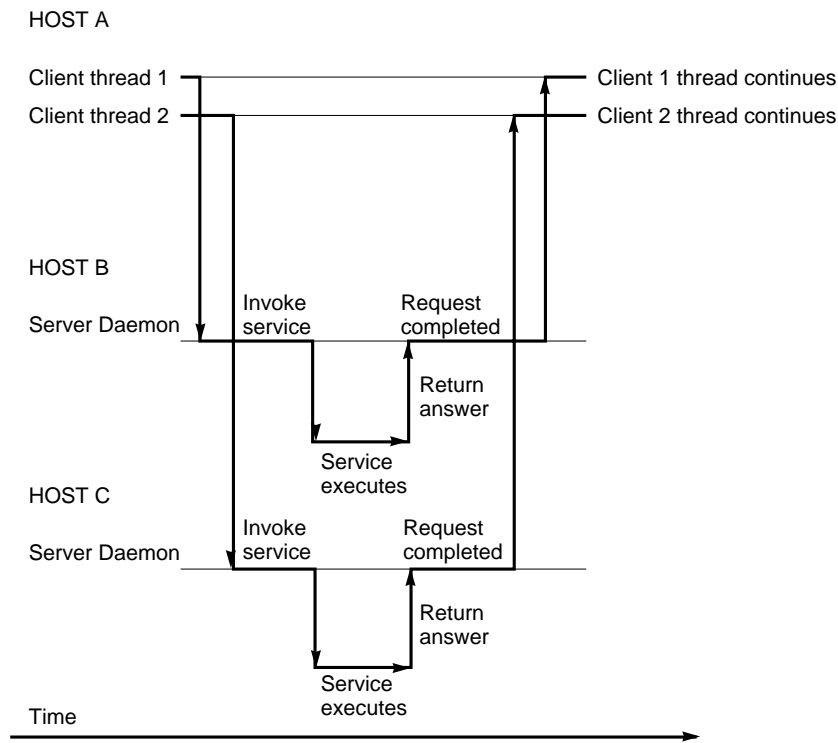 HOST A
Client thread 1
Client 1 thread continues
Client thread 2
Client 2 thread continues
HOST B
Server Daemon
Invoke
service
Request
completed
Return
answer
Service
executes
HOST C
Server Daemon
Invoke
service
Request
completed
Return
answer
Service
executes
Time